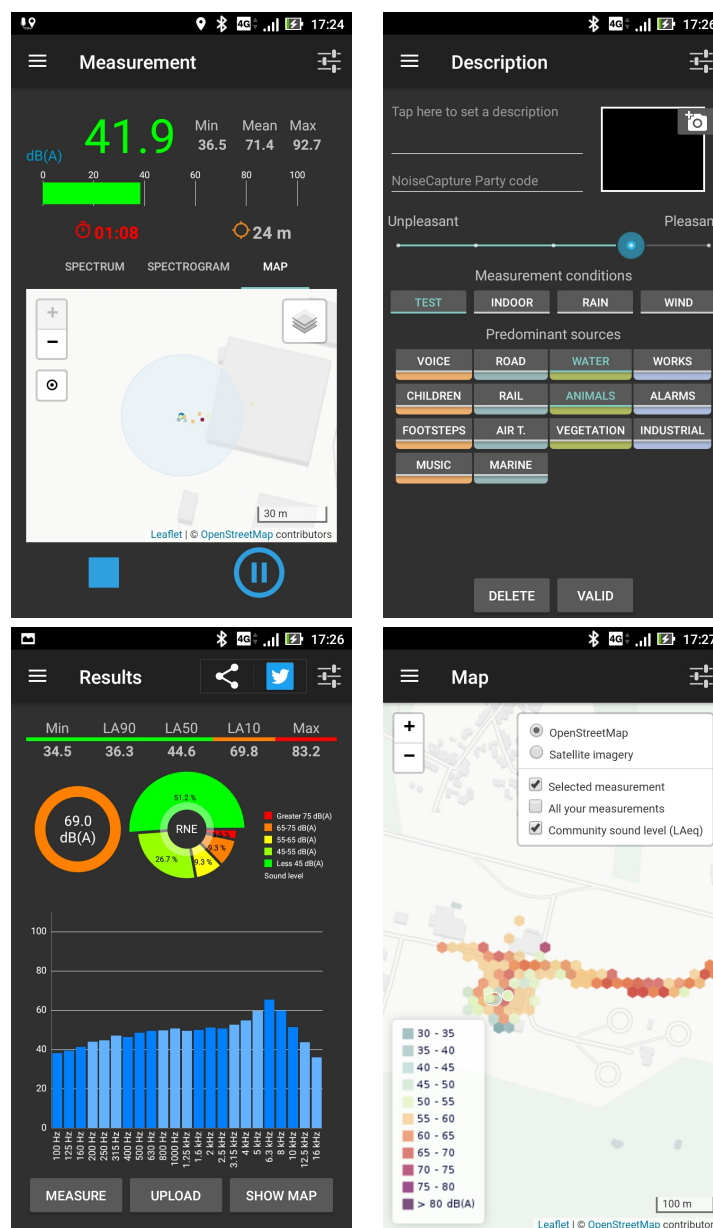 17:24
Measurement
41.9
dB(A)
Min Mean Max
36.5 71.4 92.7
0 20 40 60 80 100
01:08
24 m
SPECTRUM SPECTROGRAM MAP
+
−
30 m
Leaflet | © OpenStreetMap contributors
4G 17:26
Description
Tap here to set a description
NoiseCapture Party code
Unpleasant Pleasan
Measurement conditions
TEST INDOOR RAIN WIND
Predominant sources
VOICE ROAD WATER WORKS
CHILDREN RAIL ANIMALS ALARMS
FOOTSTEPS AIR T. VEGETATION INDUSTRIAL
MUSIC MARINE
DELETE VALID
4G 17:26
Results
Min LA90 LA50 LA10 Max
34.5 36.3 44.6 69.8 83.2
69.0
dB(A)
RNE
51.2 %
26.7 %
9.3 %
9.3 %
Greater 75 dB(A)
65-75 dB(A)
55-65 dB(A)
45-55 dB(A)
Less 45 dB(A)
Sound level
100
80
60
40
20
0
100 Hz 125 Hz 160 Hz 200 Hz 250 Hz 315 Hz 400 Hz 500 Hz 630 Hz 800 Hz 1000 Hz 1.25 kHz 1.6 kHz 2 kHz 2.5 kHz 3.15 kHz 4 kHz 5 kHz 6.3 kHz 8 kHz 10 kHz 12.5 kHz 16 kHz
MEASURE UPLOAD SHOW MAP
4G 17:27
Map
+
−
OpenStreetMap
Satellite imagery
Selected measurement
All your measurements
Community sound level (LAeq)
30 - 35
35 - 40
40 - 45
45 - 50
50 - 55
55 - 60
60 - 65
65 - 70
70 - 75
75 - 80
> 80 dB(A)
100 m
Leaflet | © OpenStreetMap contributor